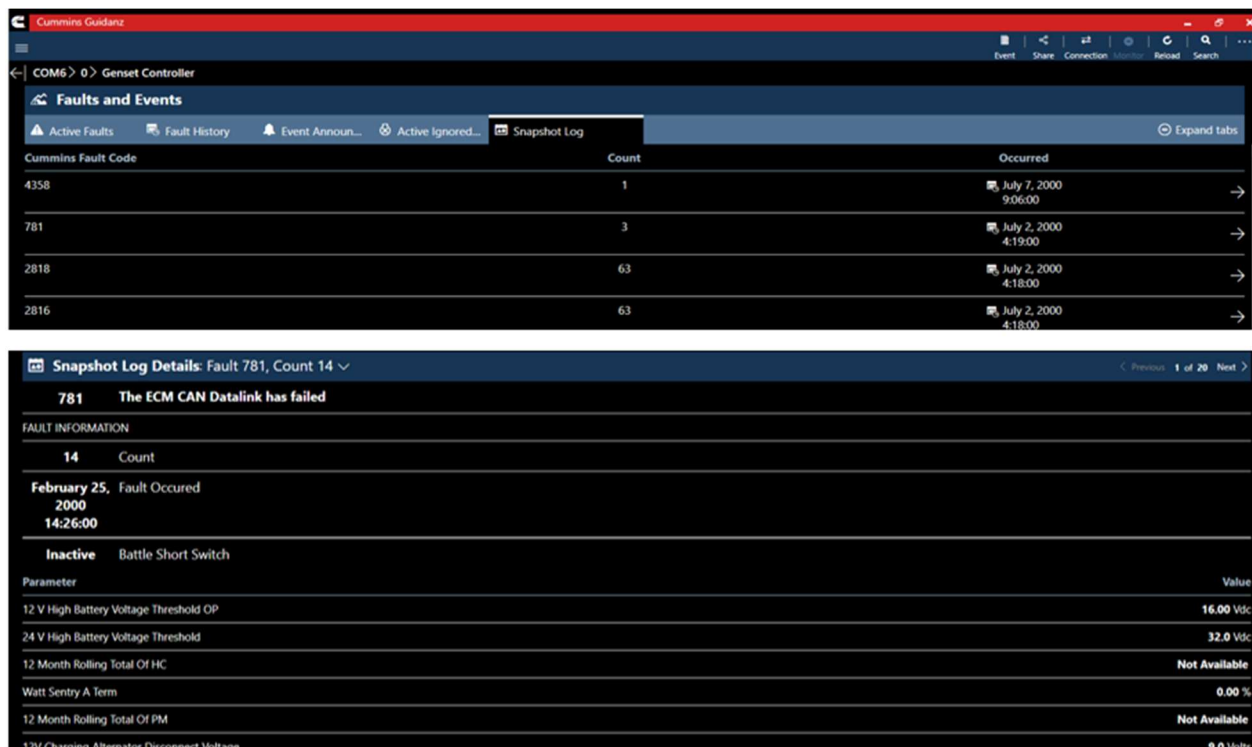 Cummins Guidanz
Event Share Connection Monitor Reload Search
COM6 > 0 > Genset Controller
Faults and Events
Active Faults Fault History Event Announ... Active Ignored... Snapshot Log Expand tabs
Cummins Fault Code Count Occurred
4358 1 July 7, 2000
9:06:00
781 3 July 2, 2000
4:19:00
2818 63 July 2, 2000
4:18:00
2816 63 July 2, 2000
4:18:00
Snapshot Log Details: Fault 781, Count 14 < Previous 1 of 20 Next >
781 The ECM CAN Datalink has failed
FAULT INFORMATION
14 Count
February 25, Fault Occured
2000
14:26:00
Inactive Battle Short Switch
Parameter Value
12 V High Battery Voltage Threshold OP 16.00 Vdc
24 V High Battery Voltage Threshold 32.0 Vdc
12 Month Rolling Total Of HC Not Available
Watt Sentry A Term 0.00 %
12 Month Rolling Total Of PM Not Available
12V Charging Alternator Disconnect Voltage 9.0 Volts